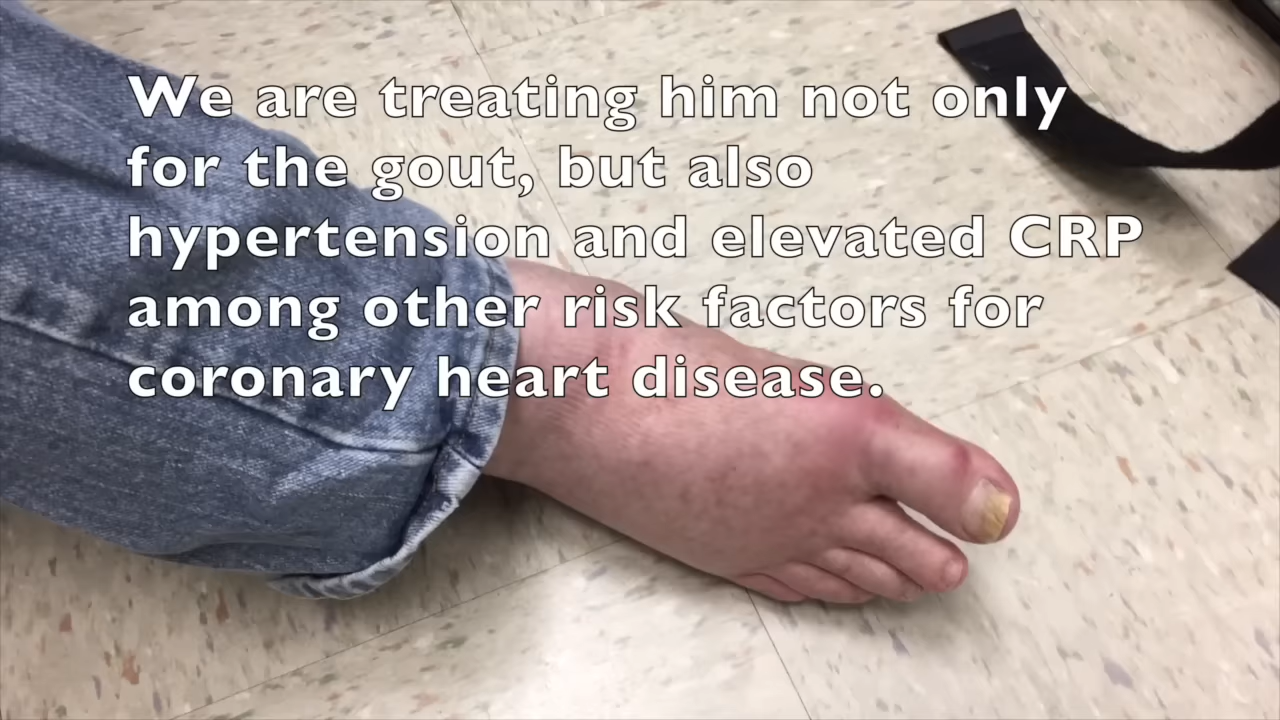 We are treating him not only
for the gout, but also
hypertension and elevated CRP
among other risk factors for
coronary heart disease.